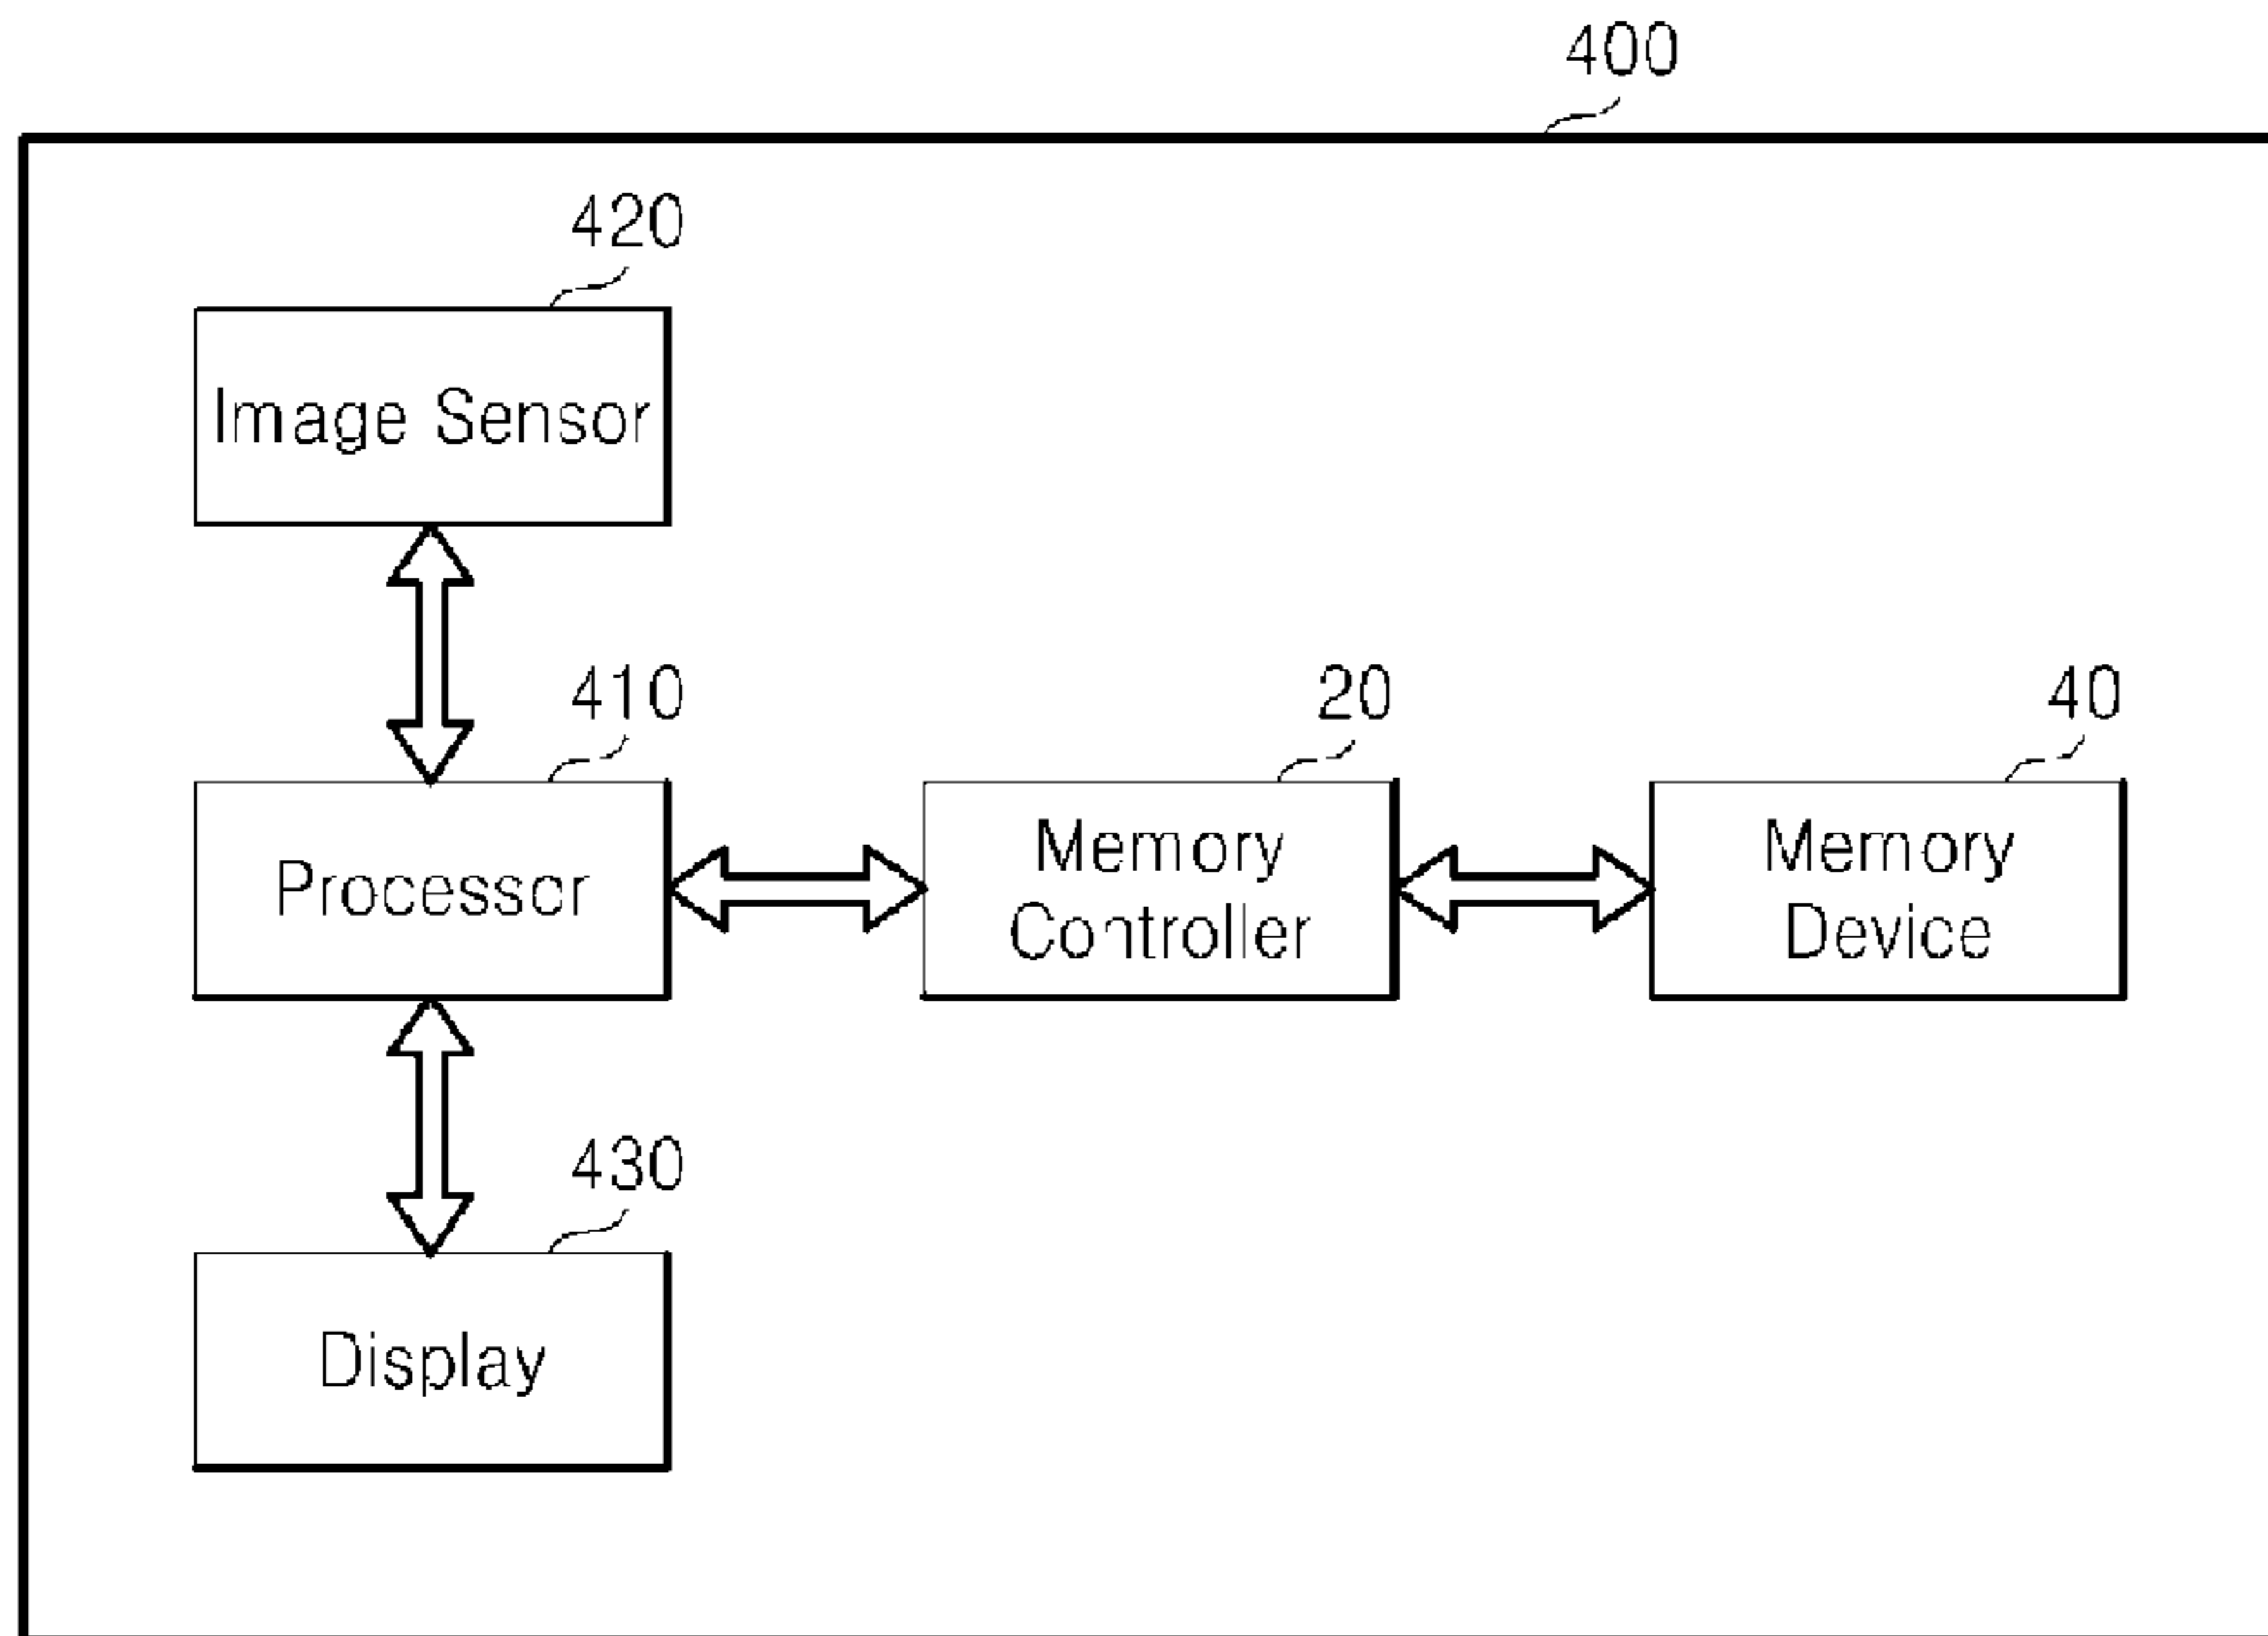 400
420
Image Sensor
410
20
40
Processor
Memory
Controller
Memory
Device
430
Display